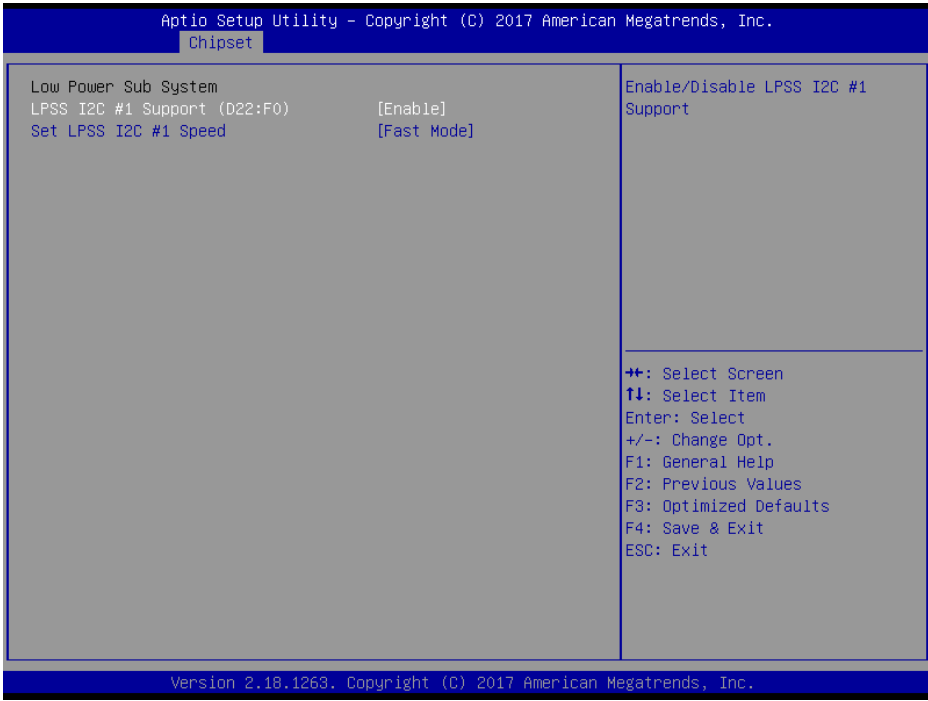 Aptio Setup Utility – Copyright (C) 2017 American Megatrends, Inc.
Chipset
Low Power Sub System
LPSS I2C #1 Support (D22:F0) [Enable]
Set LPSS I2C #1 Speed [Fast Mode]
Enable/Disable LPSS I2C #1
Support
→←: Select Screen
↑↓: Select Item
Enter: Select
+/-: Change Opt.
F1: General Help
F2: Previous Values
F3: Optimized Defaults
F4: Save & Exit
ESC: Exit
Version 2.18.1263. Copyright (C) 2017 American Megatrends, Inc.